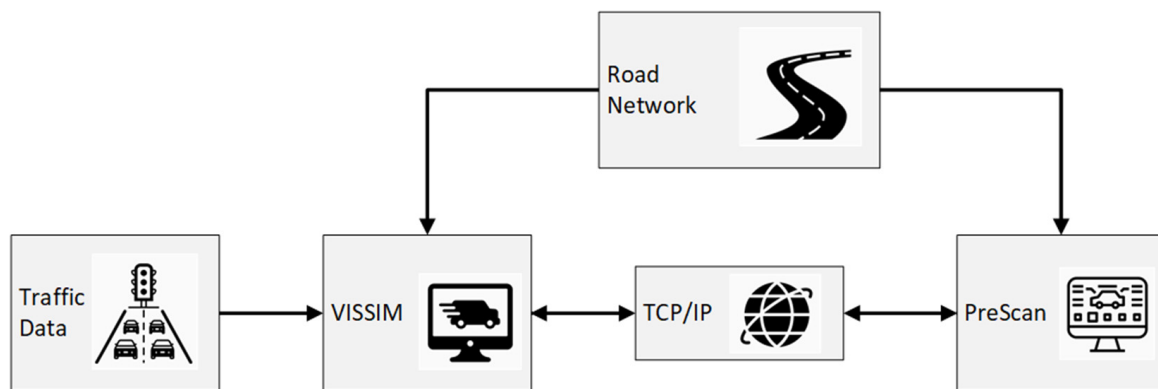 Road
Network
Traffic
Data
VISSIM
TCP/IP
PreScan